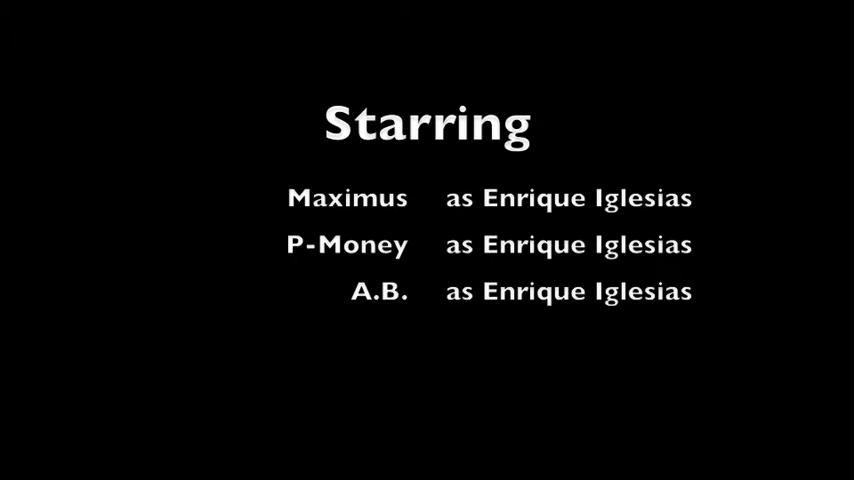 Starring
Maximus as Enrique Iglesias
P-Money as Enrique Iglesias
A.B. as Enrique Iglesias